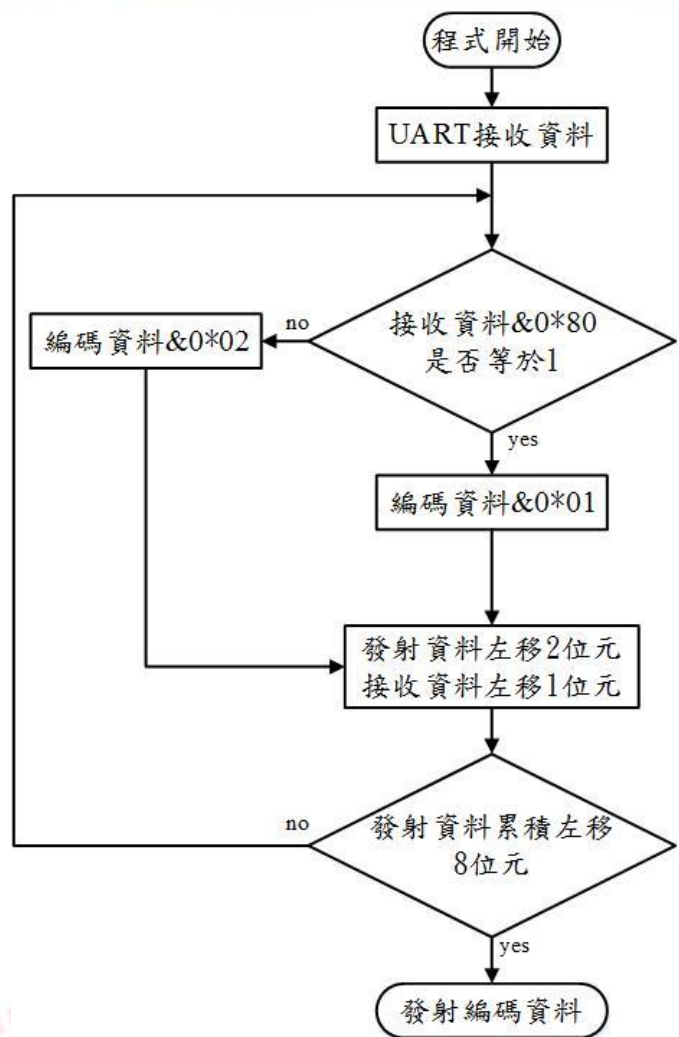 程式開始
UART接收資料
接收資料&0*80
是否等於1
no
編碼資料&0*02
yes
編碼資料&0*01
發射資料左移2位元
接收資料左移1位元
發射資料累積左移
8位元
no
yes
發射編碼資料